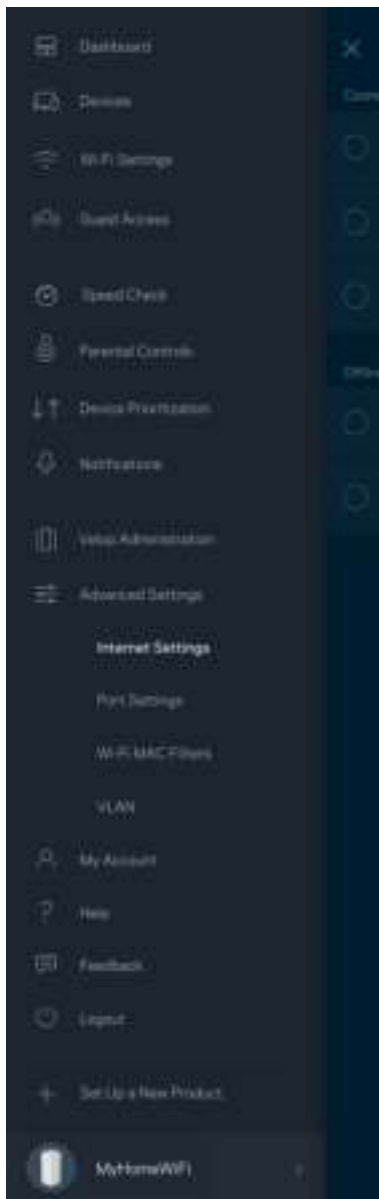 Dashboard
Devices
Wi-Fi Settings
Guest Access
Speed Check
Parental Controls
Device Prioritization
Notifications
Velop Administration
Advanced Settings
Internet Settings
Port Settings
Wi-Fi MAC Filters
VLAN
My Account
Help
Feedback
Logout
Set Up a New Product
MyHomeWiFi